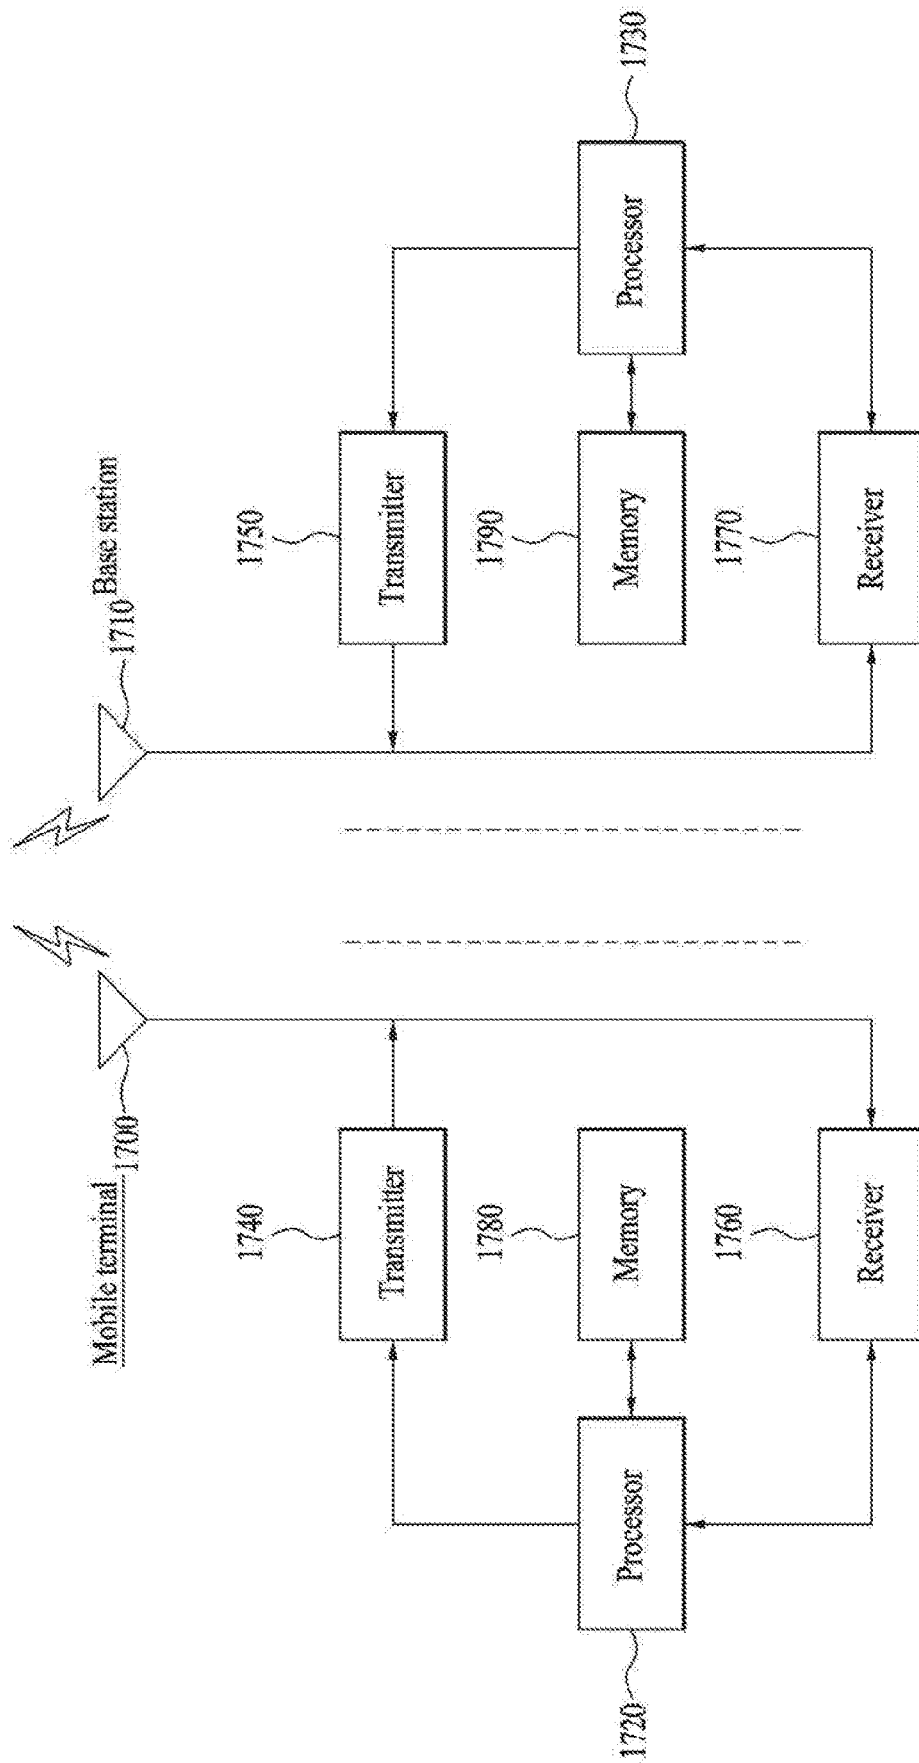 Mobile terminal
1700
1710
Base station
1740
Transmitter
1750
Transmitter
1720
Processor
1780
Memory
1790
Memory
Processor
1730
1760
Receiver
1770
Receiver